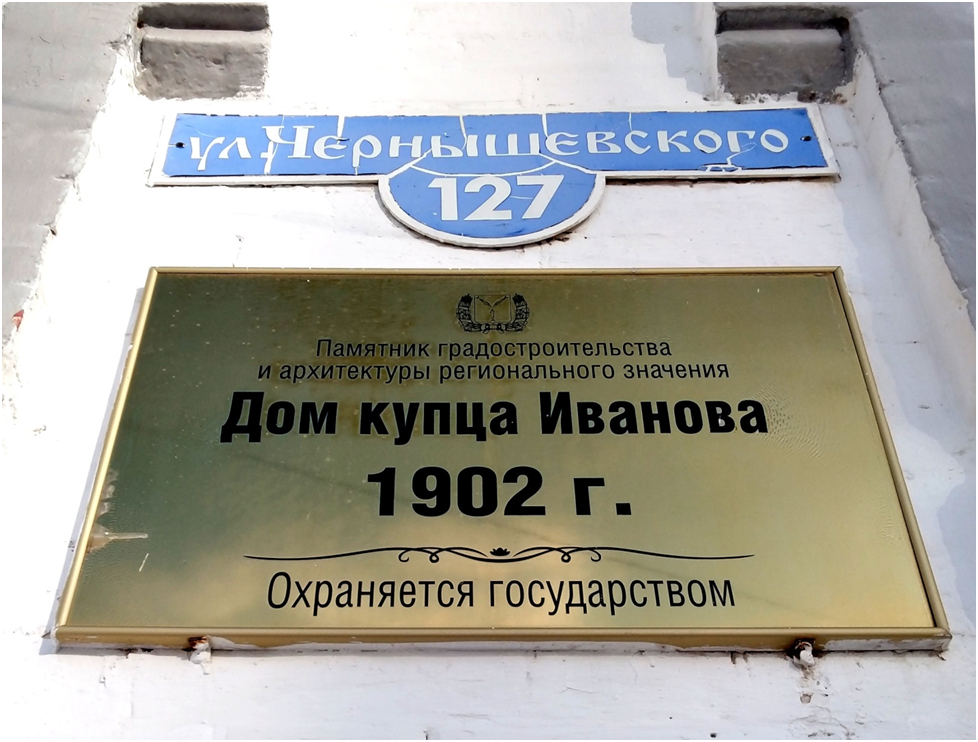 ул. Чернышевского
127
Памятник градостроительства
и архитектуры регионального значения
Дом купца Иванова
1902 г.
Охраняется государством